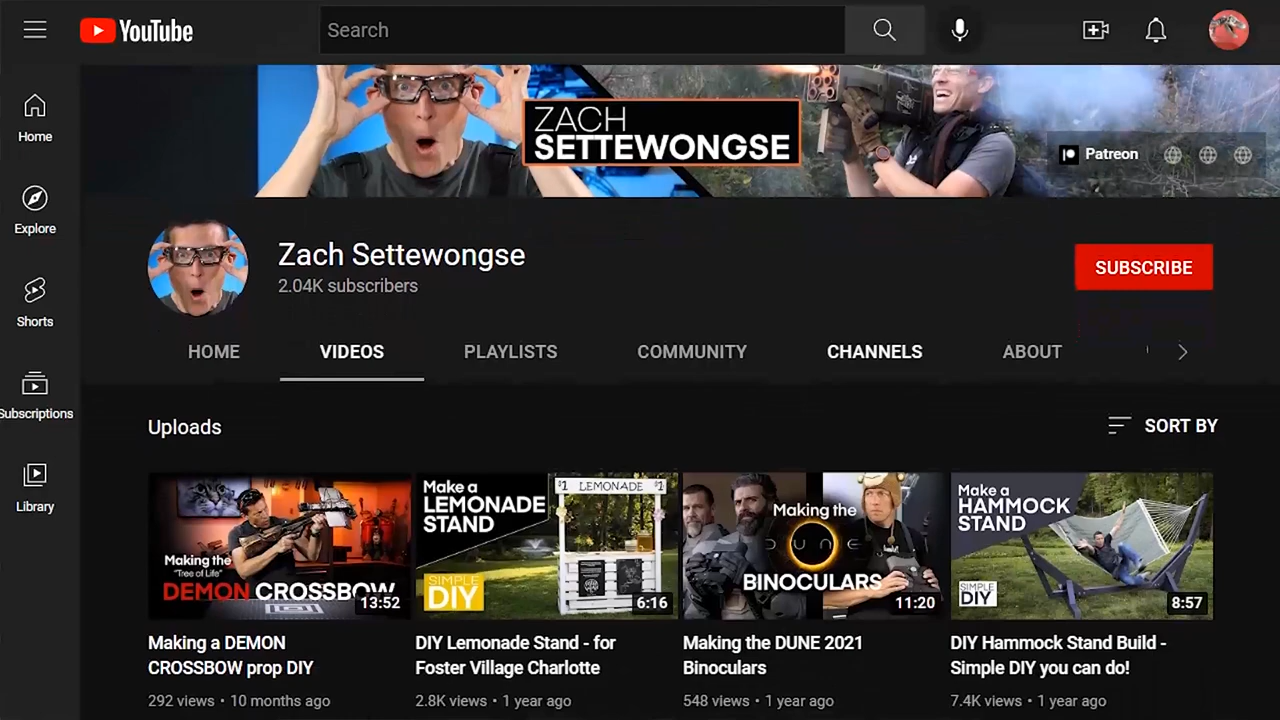 YouTube
Search
Home
Explore
Shorts
Subscriptions
Library
ZACH
SETTEWONGSE
Patreon
Zach Settewongse
2.04K subscribers
SUBSCRIBE
HOME VIDEOS PLAYLISTS COMMUNITY CHANNELS ABOUT
Uploads
SORT BY
Making the
"Tree of Life"
DEMON CROSSBOW
13:52
Making a DEMON
CROSSBOW prop DIY
292 views • 10 months ago
Make a
LEMONADE
STAND
$1 LEMONADE $1
SIMPLE
DIY
6:16
DIY Lemonade Stand - for
Foster Village Charlotte
2.8K views • 1 year ago
Making the
DUNE
BINOCULARS
11:20
Making the DUNE 2021
Binoculars
548 views • 1 year ago
Make a
HAMMOCK
STAND
SIMPLE
DIY
8:57
DIY Hammock Stand Build -
Simple DIY you can do!
7.4K views • 1 year ago